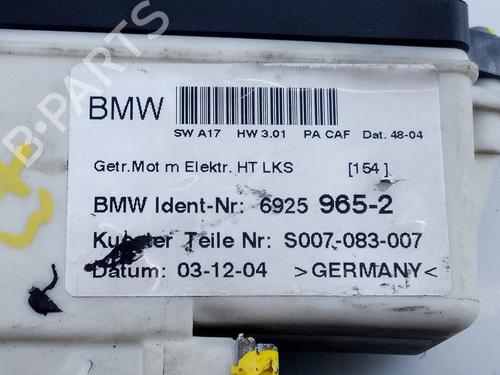 BMW
SW A17 HW 3.01 PA CAF Dat. 48-04
Getr.Mot m Elektr. HT LKS [154]
BMW Ident-Nr: 6925 965-2
Teile Nr: S007-083-007
Datum: 03-12-04 >GERMANY<
B-PARTS